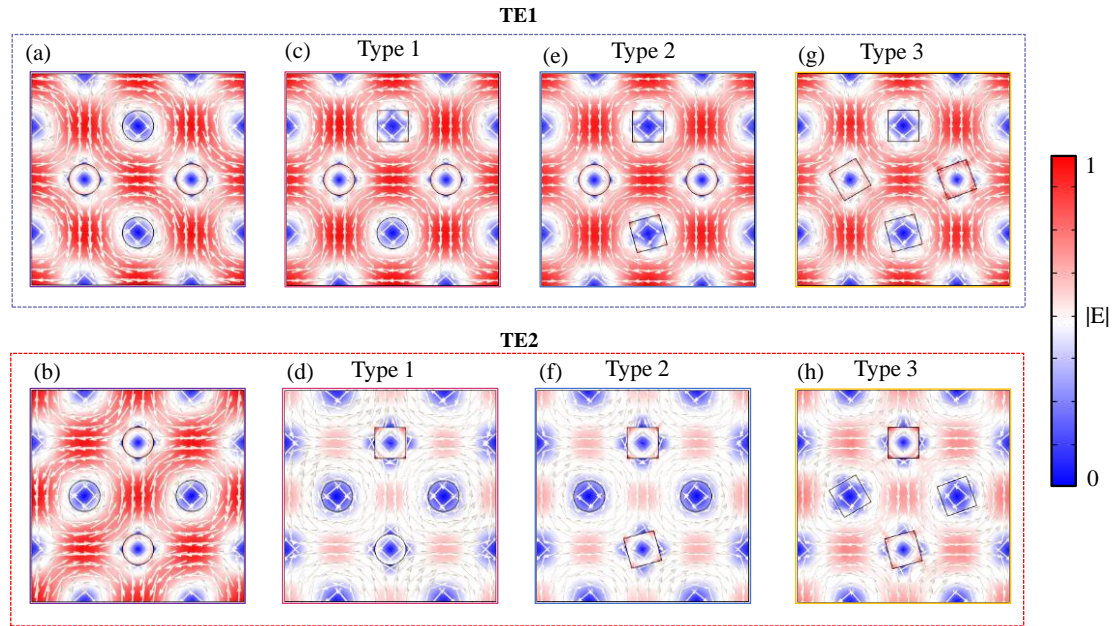 TE1
(a) (c) Type 1 (e) Type 2 (g) Type 3
1
|E|
0
TE2
(b) (d) Type 1 (f) Type 2 (h) Type 3